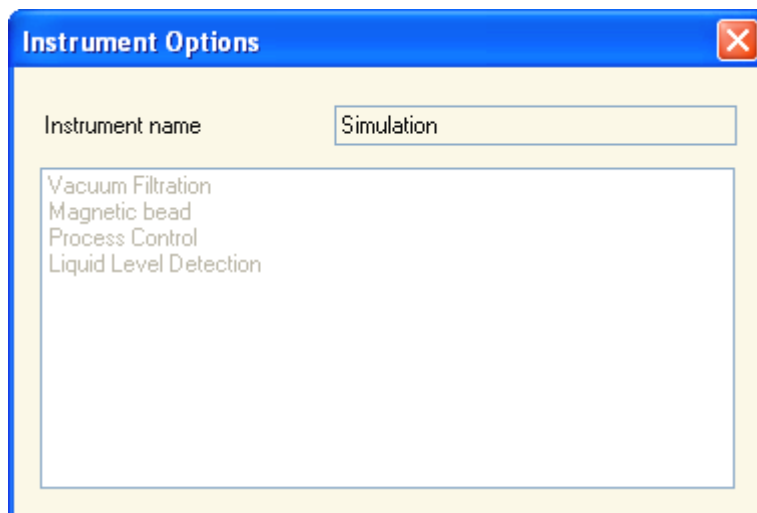 Instrument Options
Instrument name Simulation
Vacuum Filtration
Magnetic bead
Process Control
Liquid Level Detection